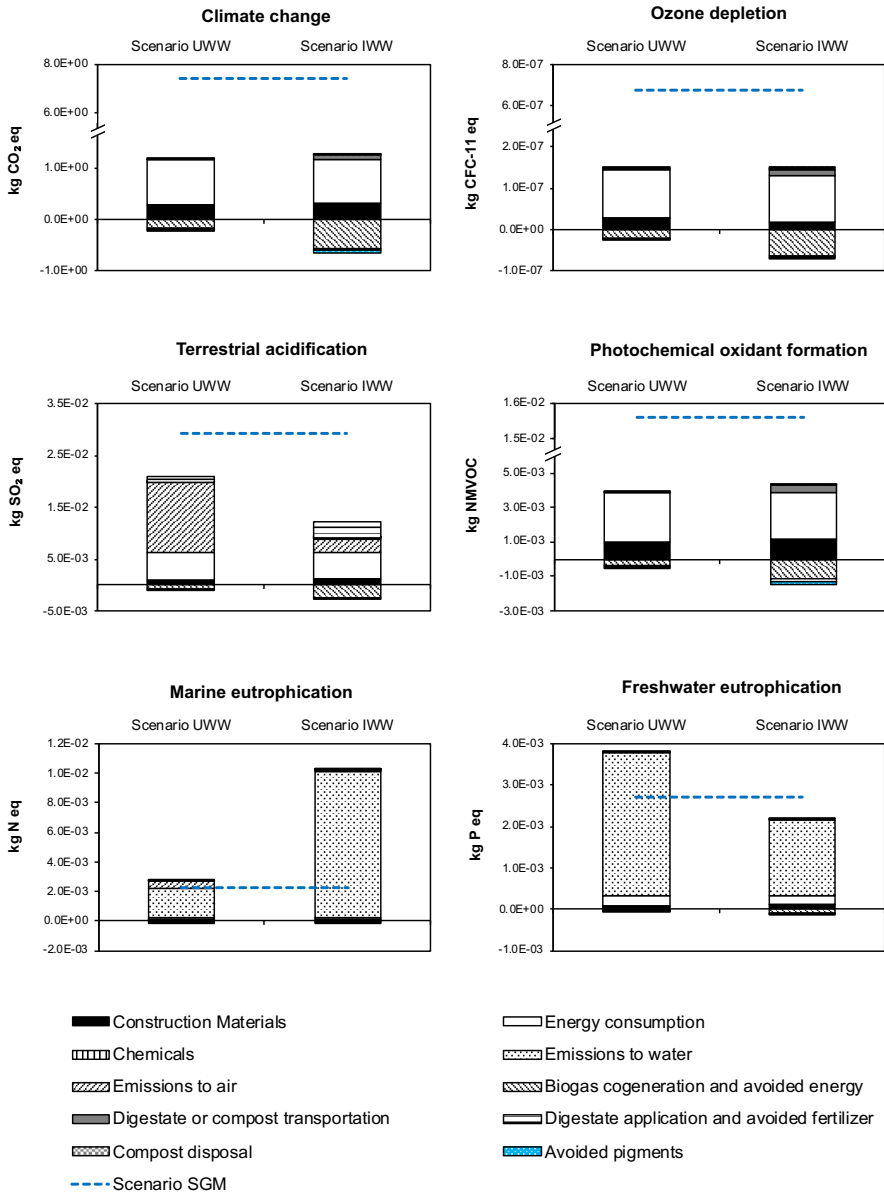 Climate change
Scenario UWW Scenario IWW
8.0E+00
6.0E+00
1.0E+00
0.0E+00
-1.0E+00
kg CO₂ eq
Ozone depletion
Scenario UWW Scenario IWW
8.0E-07
6.0E-07
2.0E-07
1.0E-07
0.0E+00
-1.0E-07
kg CFC-11 eq
Terrestrial acidification
Scenario UWW Scenario IWW
3.5E-02
2.5E-02
1.5E-02
5.0E-03
-5.0E-03
kg SO₂ eq
Photochemical oxidant formation
Scenario UWW Scenario IWW
1.6E-02
1.5E-02
5.0E-03
3.0E-03
1.0E-03
-1.0E-03
-3.0E-03
kg NMVOC
Marine eutrophication
Scenario UWW Scenario IWW
1.2E-02
1.0E-02
8.0E-03
6.0E-03
4.0E-03
2.0E-03
0.0E+00
-2.0E-03
kg N eq
Freshwater eutrophication
Scenario UWW Scenario IWW
4.0E-03
3.0E-03
2.0E-03
1.0E-03
0.0E+00
-1.0E-03
kg P eq
Construction Materials
Energy consumption
Chemicals
Emissions to water
Emissions to air
Biogas cogeneration and avoided energy
Digestate or compost transportation
Digestate application and avoided fertilizer
Compost disposal
Avoided pigments
Scenario SGM